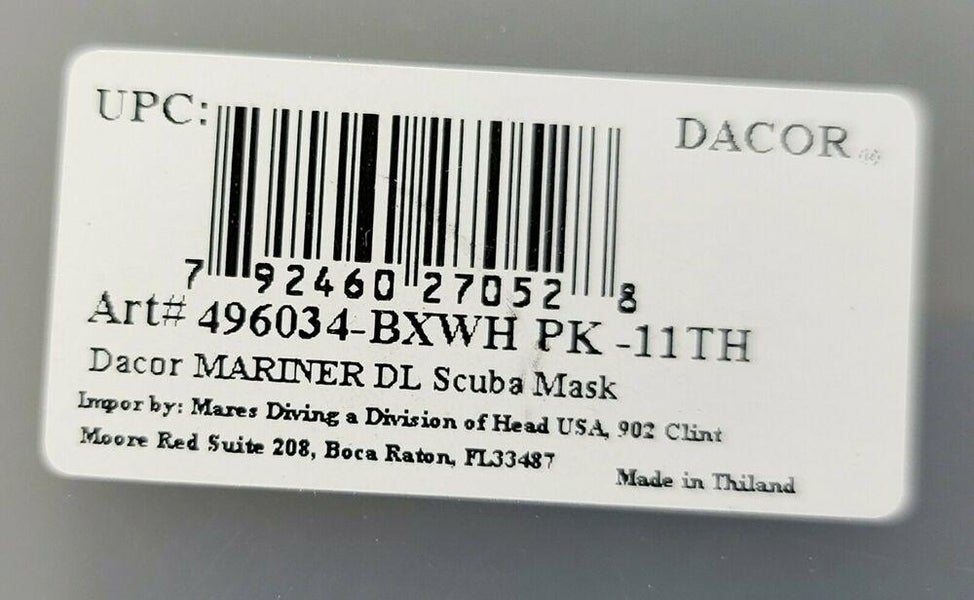 UPC:
DACOR®
7 92460 27052 8
Art# 496034-BXWH PK -11TH
Dacor MARINER DL Scuba Mask
Impor by: Mares Diving a Division of Head USA, 902 Clint
Moore Red Suite 208, Boca Raton, FL33487
Made in Thiland